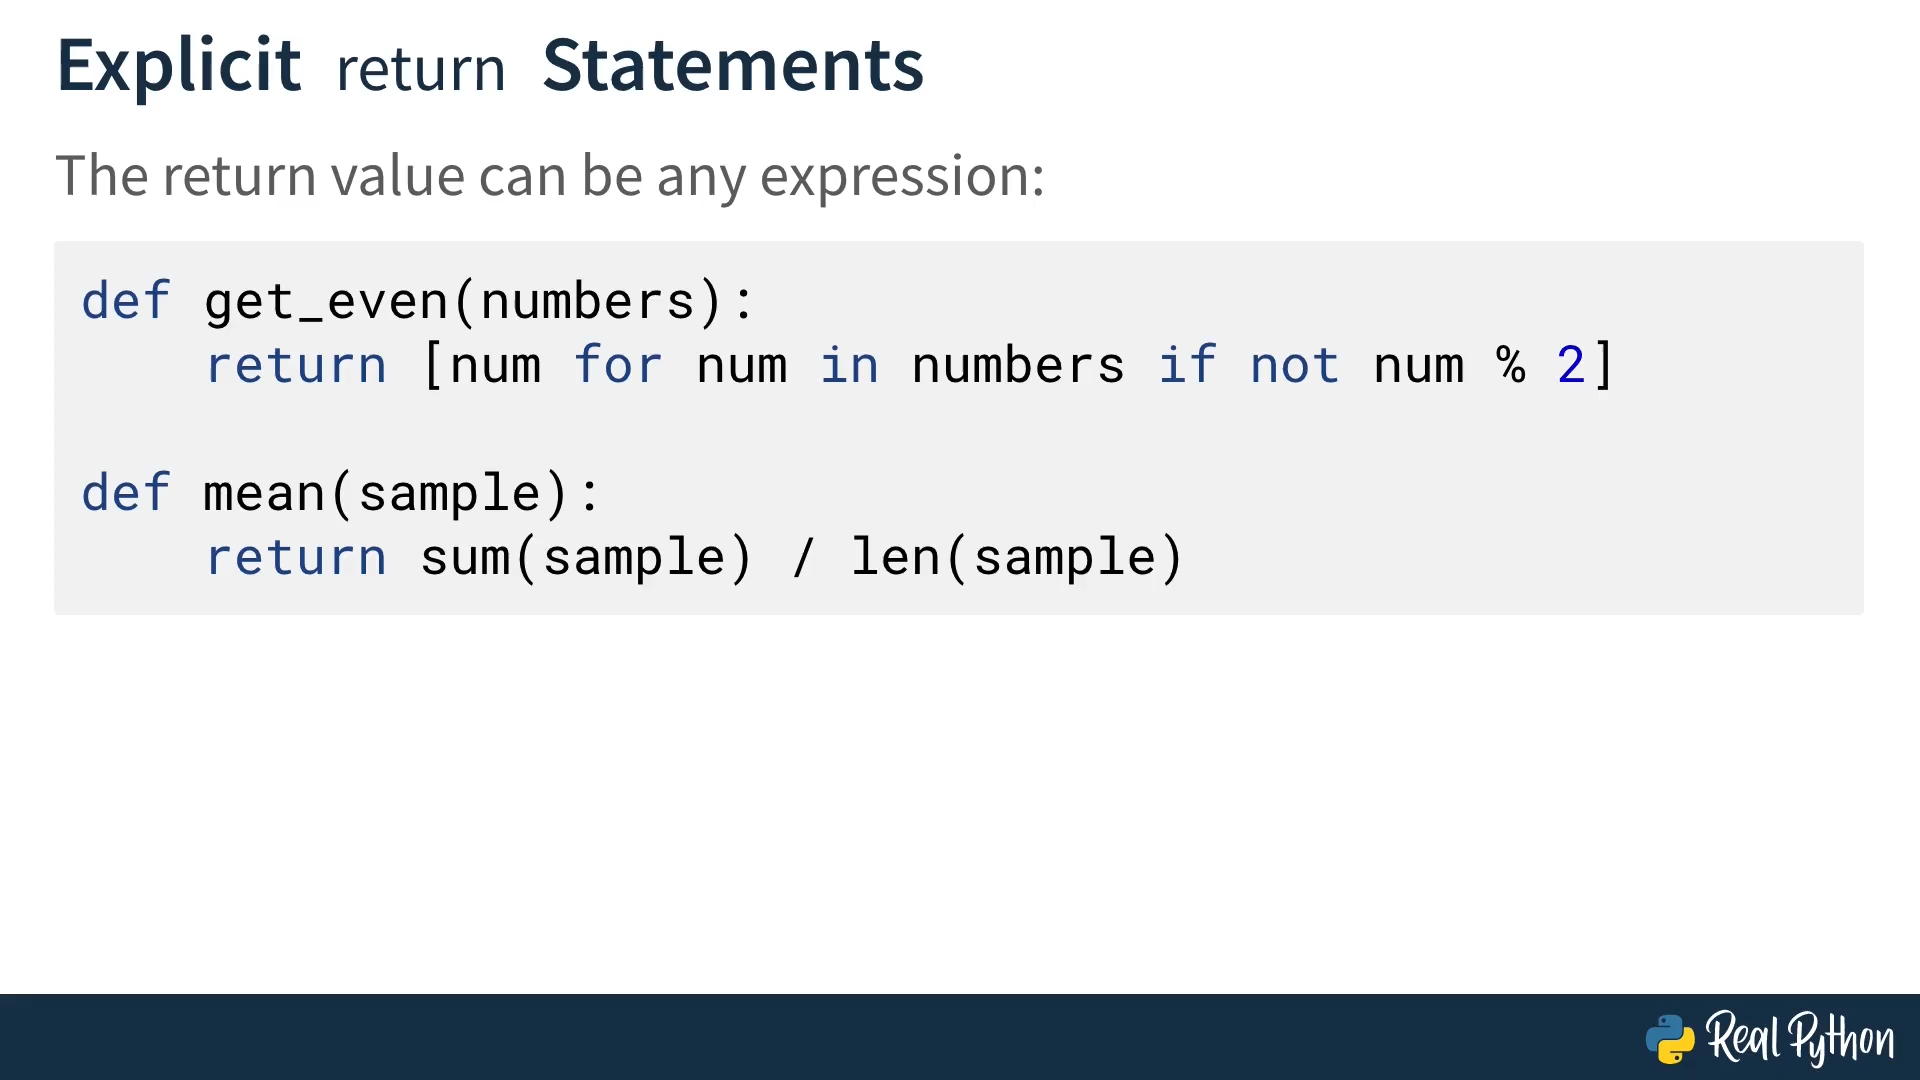 Explicit return Statements
The return value can be any expression:
def get_even(numbers):
    return [num for num in numbers if not num % 2]
def mean(sample):
    return sum(sample) / len(sample)
Real Python